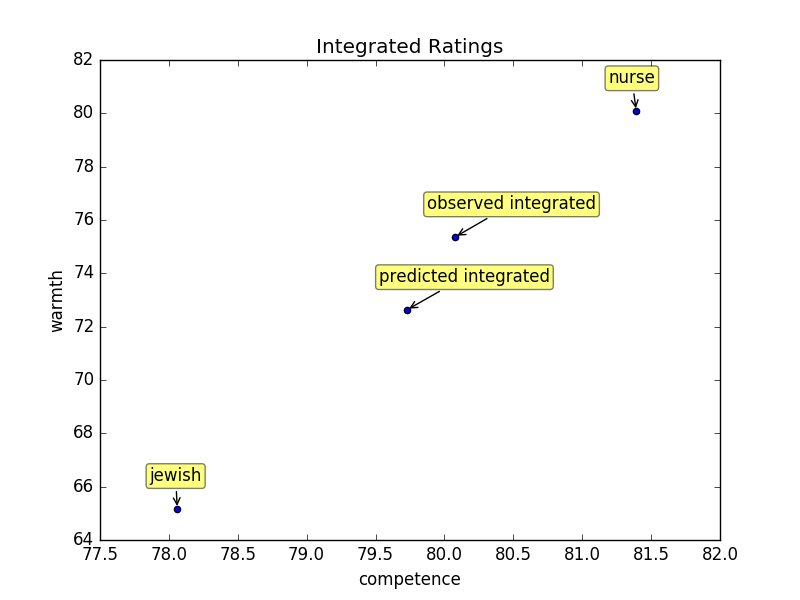 Integrated Ratings
82
80
78
76
74
72
70
68
66
64
warmth
nurse
observed integrated
predicted integrated
jewish
77.5 78.0 78.5 79.0 79.5 80.0 80.5 81.0 81.5 82.0
competence